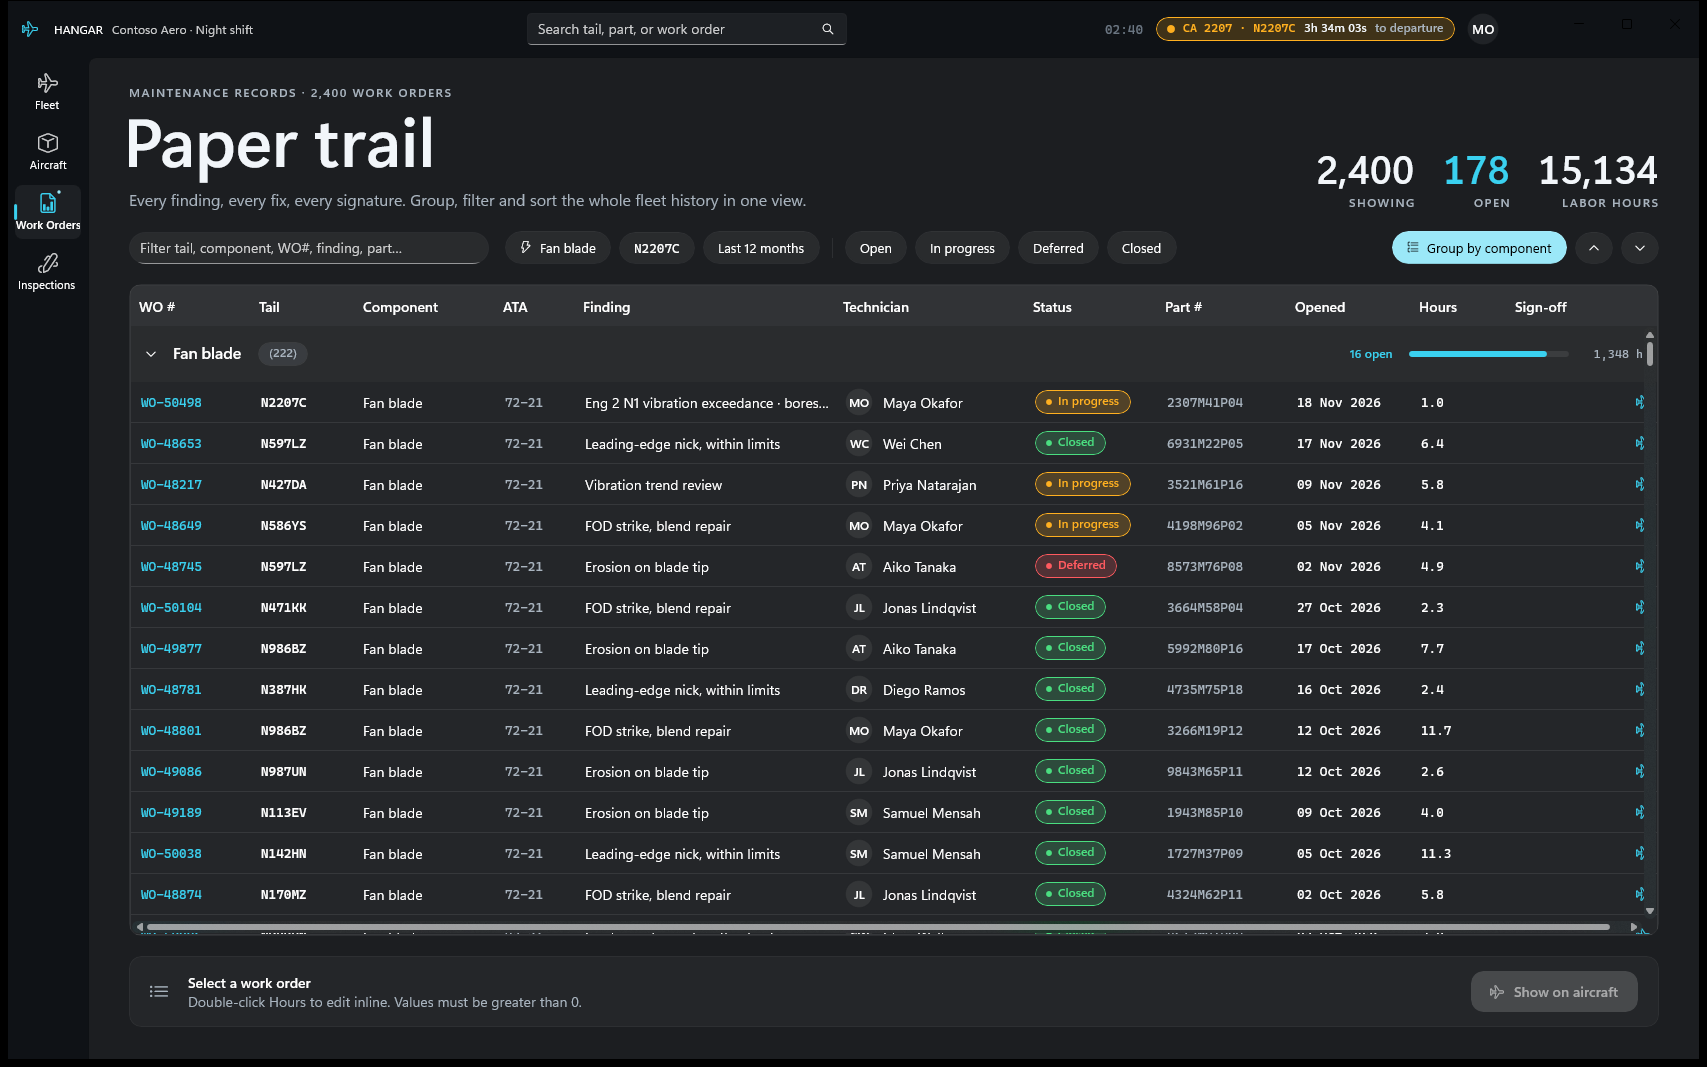 HANGAR Contoso Aero · Night shift
Search tail, part, or work order
02:40
CA 2207 · N2207C 3h 34m 03s to departure
MO
Fleet
Aircraft
Work Orders
Inspections
MAINTENANCE RECORDS · 2,400 WORK ORDERS
Paper trail
Every finding, every fix, every signature. Group, filter and sort the whole fleet history in one view.
2,400 178 15,134
SHOWING OPEN LABOR HOURS
Filter tail, component, WO#, finding, part...
Fan blade N2207C Last 12 months Open In progress Deferred Closed Group by component
WO # Tail Component ATA Finding Technician Status Part # Opened Hours Sign-off
Fan blade (222) 16 open 1,348 h
WO-50498 N2207C Fan blade 72-21 Eng 2 N1 vibration exceedance · bores... MO Maya Okafor In progress 2307M41P04 18 Nov 2026 1.0
WO-48653 N597LZ Fan blade 72-21 Leading-edge nick, within limits WC Wei Chen Closed 6931M22P05 17 Nov 2026 6.4
WO-48217 N427DA Fan blade 72-21 Vibration trend review PN Priya Natarajan In progress 3521M61P16 09 Nov 2026 5.8
WO-48649 N586YS Fan blade 72-21 FOD strike, blend repair MO Maya Okafor In progress 4198M96P02 05 Nov 2026 4.1
WO-48745 N597LZ Fan blade 72-21 Erosion on blade tip AT Aiko Tanaka Deferred 8573M76P08 02 Nov 2026 4.9
WO-50104 N471KK Fan blade 72-21 FOD strike, blend repair JL Jonas Lindqvist Closed 3664M58P04 27 Oct 2026 2.3
WO-49877 N986BZ Fan blade 72-21 Erosion on blade tip AT Aiko Tanaka Closed 5992M80P16 17 Oct 2026 7.7
WO-48781 N387HK Fan blade 72-21 Leading-edge nick, within limits DR Diego Ramos Closed 4735M75P18 16 Oct 2026 2.4
WO-48801 N986BZ Fan blade 72-21 FOD strike, blend repair MO Maya Okafor Closed 3266M19P12 12 Oct 2026 11.7
WO-49086 N987UN Fan blade 72-21 Erosion on blade tip JL Jonas Lindqvist Closed 9843M65P11 12 Oct 2026 2.6
WO-49189 N113EV Fan blade 72-21 Erosion on blade tip SM Samuel Mensah Closed 1943M85P10 09 Oct 2026 4.0
WO-50038 N142HN Fan blade 72-21 Leading-edge nick, within limits SM Samuel Mensah Closed 1727M37P09 05 Oct 2026 11.3
WO-48874 N170MZ Fan blade 72-21 FOD strike, blend repair JL Jonas Lindqvist Closed 4324M62P11 02 Oct 2026 5.8
Select a work order
Double-click Hours to edit inline. Values must be greater than 0.
Show on aircraft